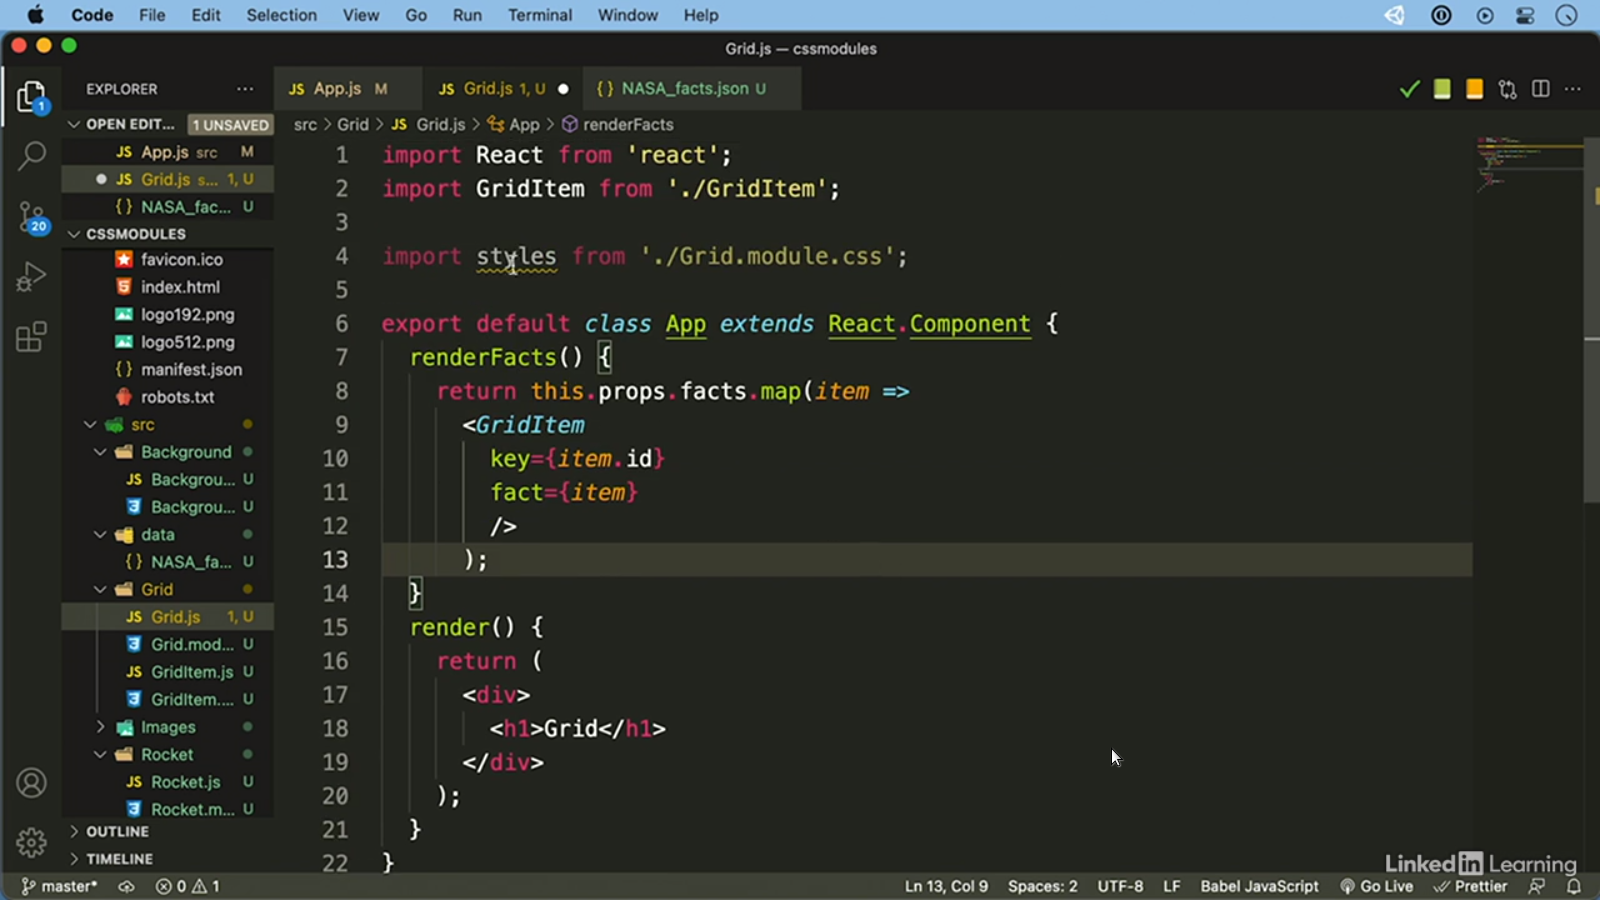 Code File Edit Selection View Go Run Terminal Window Help
Grid.js — cssmodules
EXPLORER
JS App.js M
JS Grid.js 1, U
{} NASA_facts.json U
1
OPEN EDIT... 1 UNSAVED
src > Grid > JS Grid.js > App > renderFacts
JS App.js src M
JS Grid.js s... 1, U
{} NASA_fac... U
20
CSSMODULES
favicon.ico
index.html
logo192.png
logo512.png
{} manifest.json
robots.txt
src
Background
JS Backgrou... U
Backgrou... U
data
{} NASA_fa... U
Grid
JS Grid.js 1, U
Grid.mod... U
JS GridItem.js U
GridItem.... U
Images
Rocket
JS Rocket.js U
Rocket.m... U
OUTLINE
TIMELINE
1 import React from 'react';
2 import GridItem from './GridItem';
3
4 import styles from './Grid.module.css';
5
6 export default class App extends React.Component {
7 renderFacts() {
8 return this.props.facts.map(item =>
9 <GridItem
10 key={item.id}
11 fact={item}
12 />
13 );
14 }
15 render() {
16 return (
17 <div>
18 <h1>Grid</h1>
19 </div>
20 );
21 }
22 }
LinkedIn Learning
master* 0 1 Ln 13, Col 9 Spaces: 2 UTF-8 LF Babel JavaScript Go Live Prettier